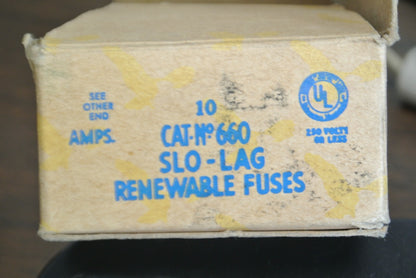 SEE
OTHER
END
AMPS.
10
CAT-Nº 660
SLO-LAG
RENEWABLE FUSES
UL
250 VOLTS
OR LESS